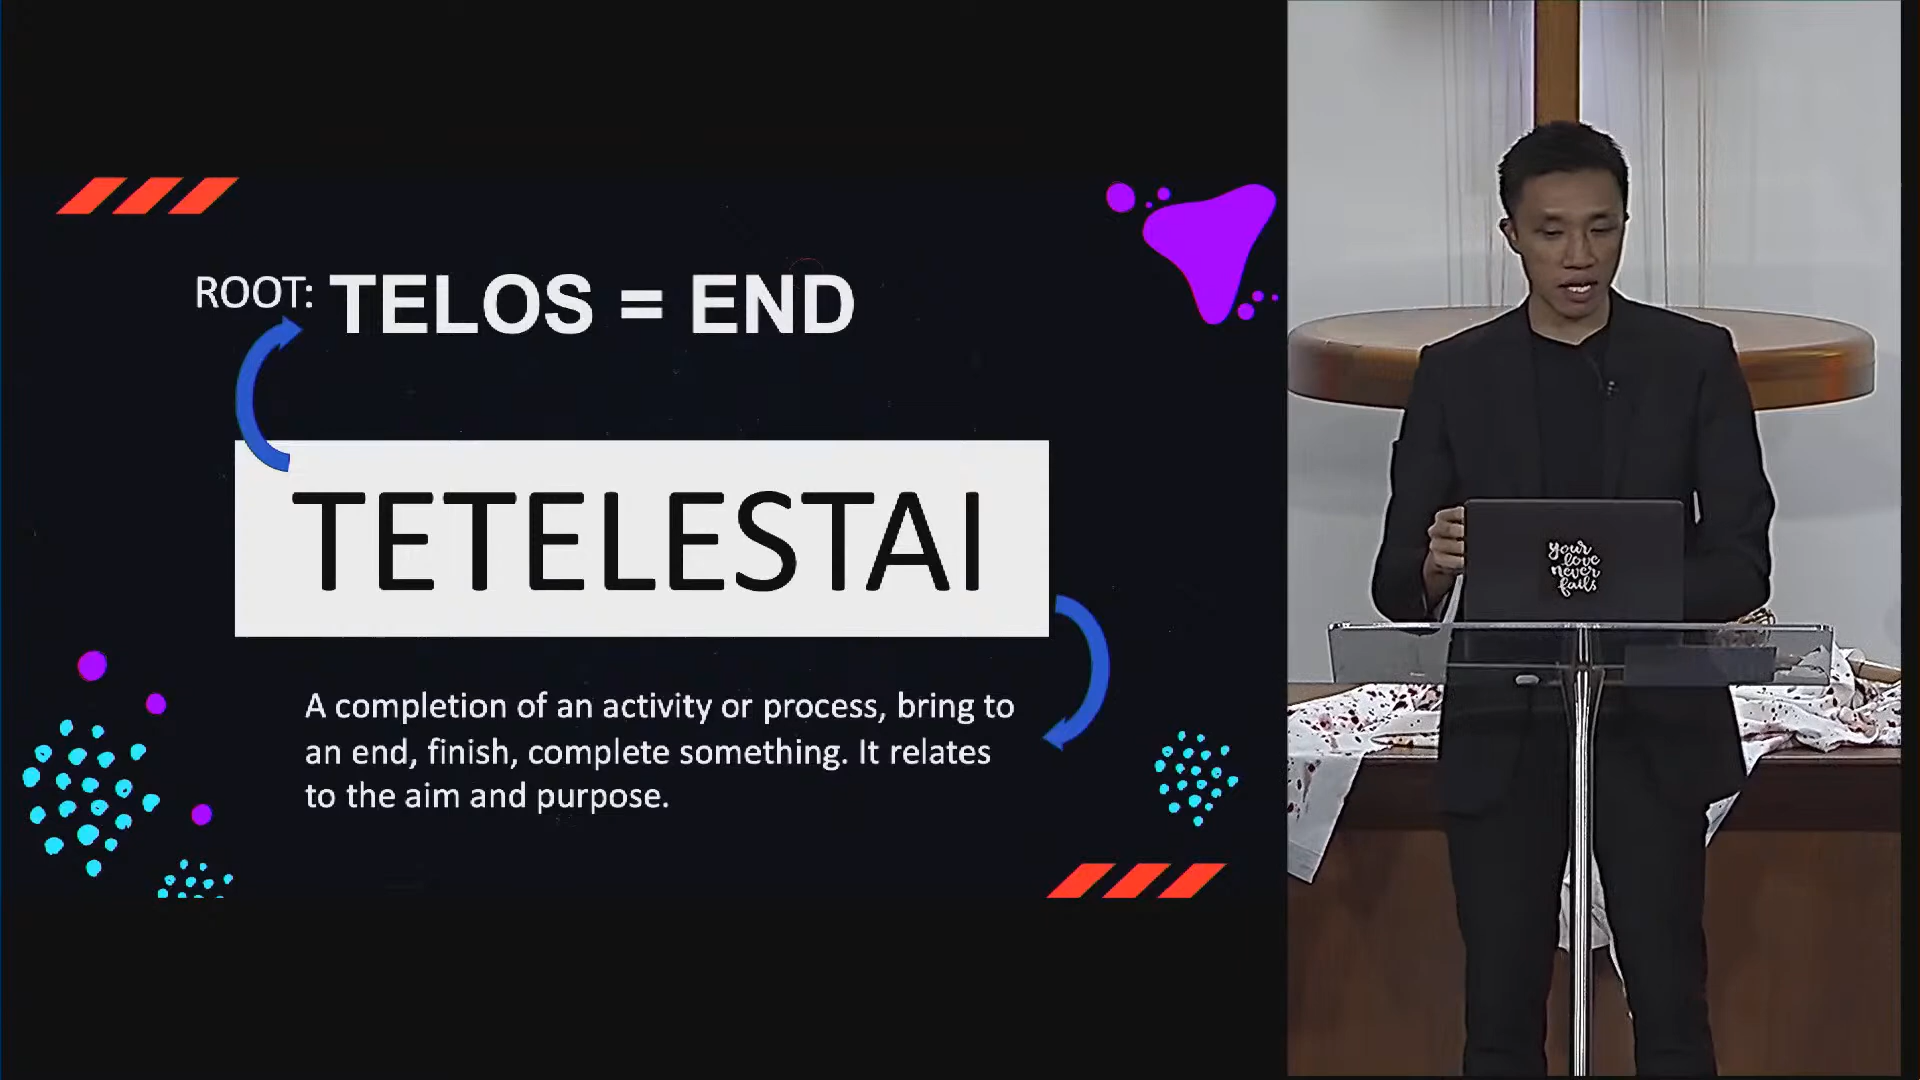 ROOT: TELOS = END
TETELESTAI
A completion of an activity or process, bring to
an end, finish, complete something. It relates
to the aim and purpose.
your
love
never
fails